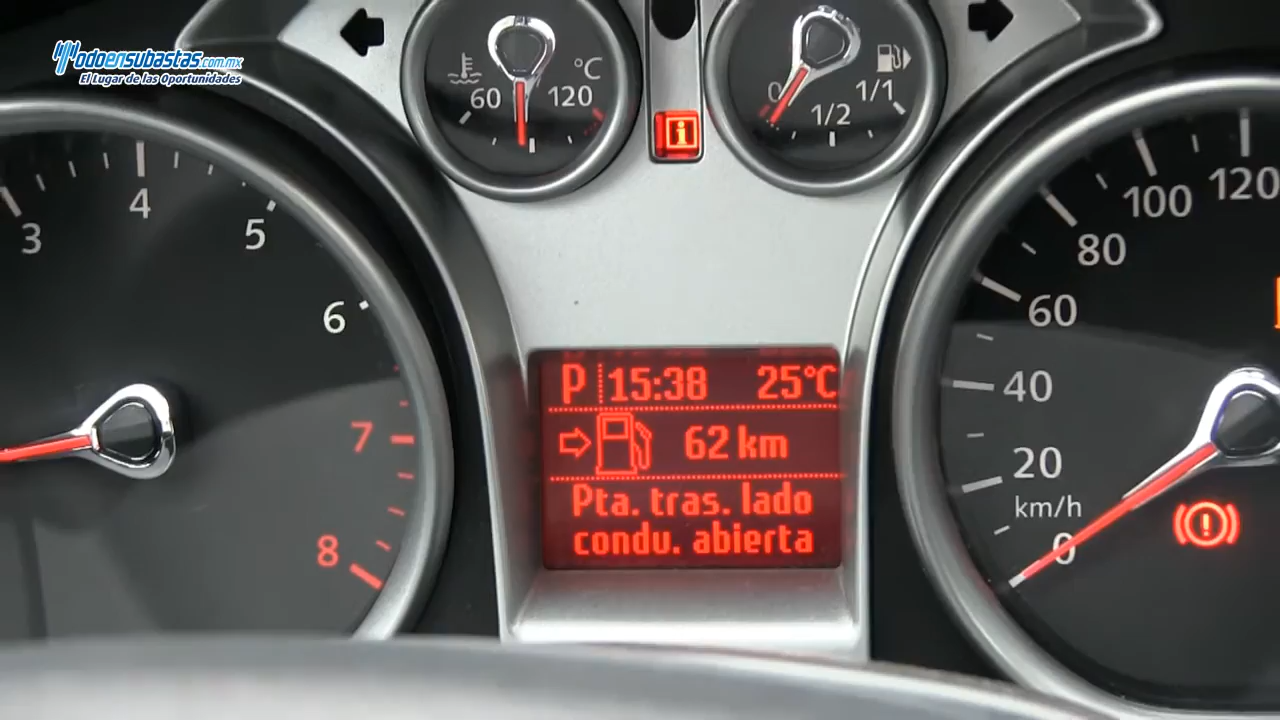 Todoensubastas.com.mx
El Lugar de las Oportunidades
60
120
°C
0
1/2
1/1
3
4
5
6
7
8
P 15:38 25°C
62 km
Pta. tras. lado
condu. abierta
120
100
80
60
40
20
km/h
0